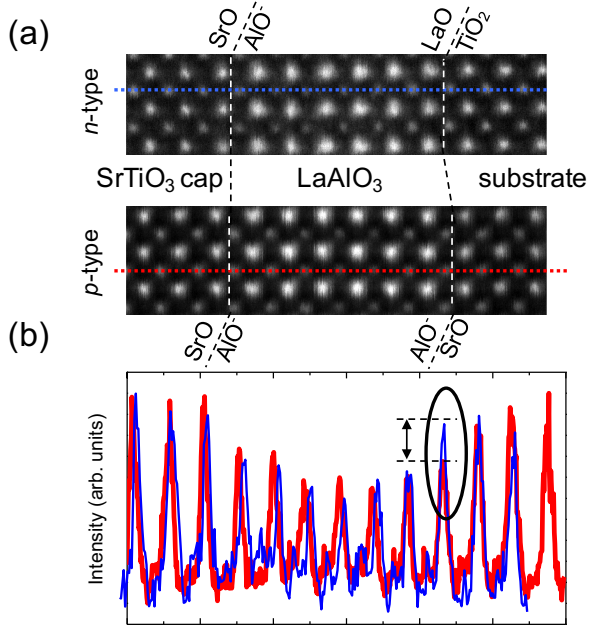 (a)
SrO AlO⁻
LaO TiO₂
n-type
SrTiO₃ cap LaAlO₃ substrate
p-type
(b)
SrO AlO⁻
AlO⁻ SrO
Intensity (arb. units)